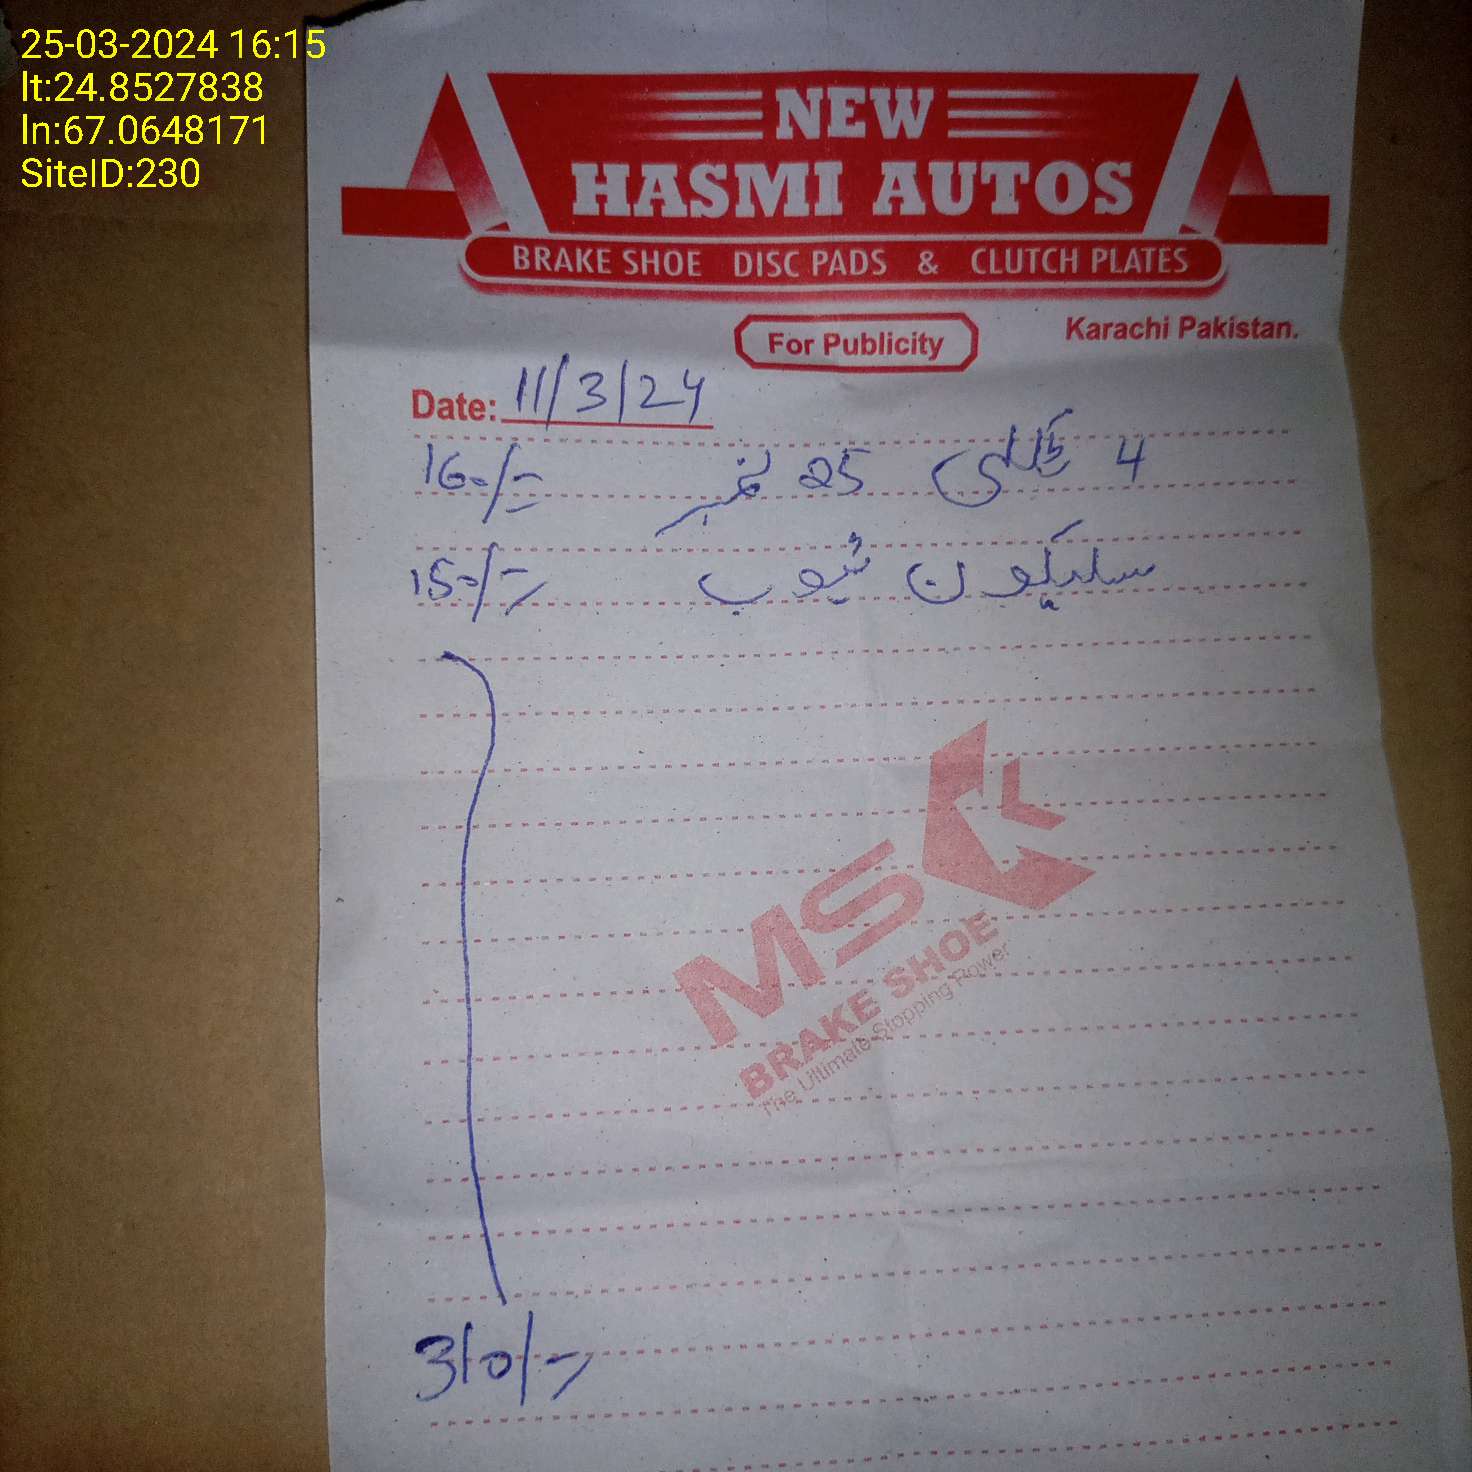 25-03-2024 16:15
lt:24.8527838
ln:67.0648171
SiteID:230
NEW
HASMI AUTOS
BRAKE SHOE DISC PADS & CLUTCH PLATES
For Publicity
Karachi Pakistan.
Date: 11/3/24
4 25 نمبر 160/=
سلیکون ٹیوب 150/=
MSK
BRAKE SHOE
The Ultimate Stopping Power
310/=